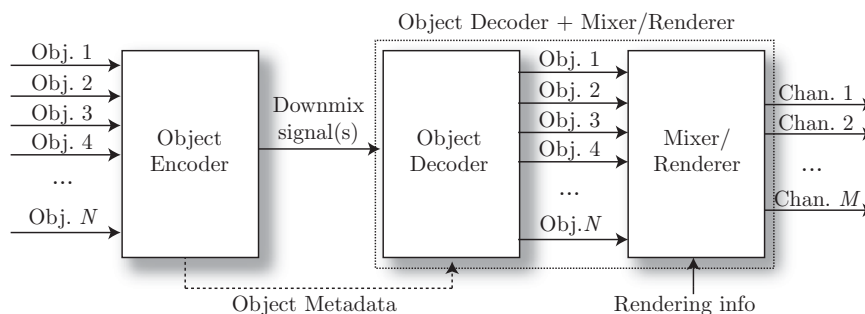 Object Decoder + Mixer/Renderer
Obj. 1
Obj. 2
Obj. 3
Obj. 4
...
Obj. N
Object
Encoder
Downmix
signal(s)
Object
Decoder
Obj. 1
Obj. 2
Obj. 3
Obj. 4
...
Obj.N
Mixer/
Renderer
Chan. 1
Chan. 2
...
Chan. M
Object Metadata
Rendering info